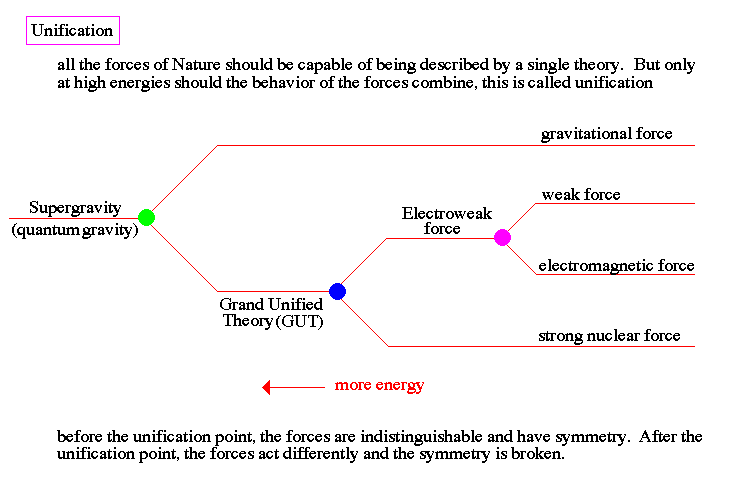 Unification
all the forces of Nature should be capable of being described by a single theory. But only
at high energies should the behavior of the forces combine, this is called unification
gravitational force
weak force
Supergravity
(quantum gravity)
Electroweak
force
electromagnetic force
Grand Unified
Theory (GUT)
strong nuclear force
more energy
before the unification point, the forces are indistinguishable and have symmetry. After the
unification point, the forces act differently and the symmetry is broken.